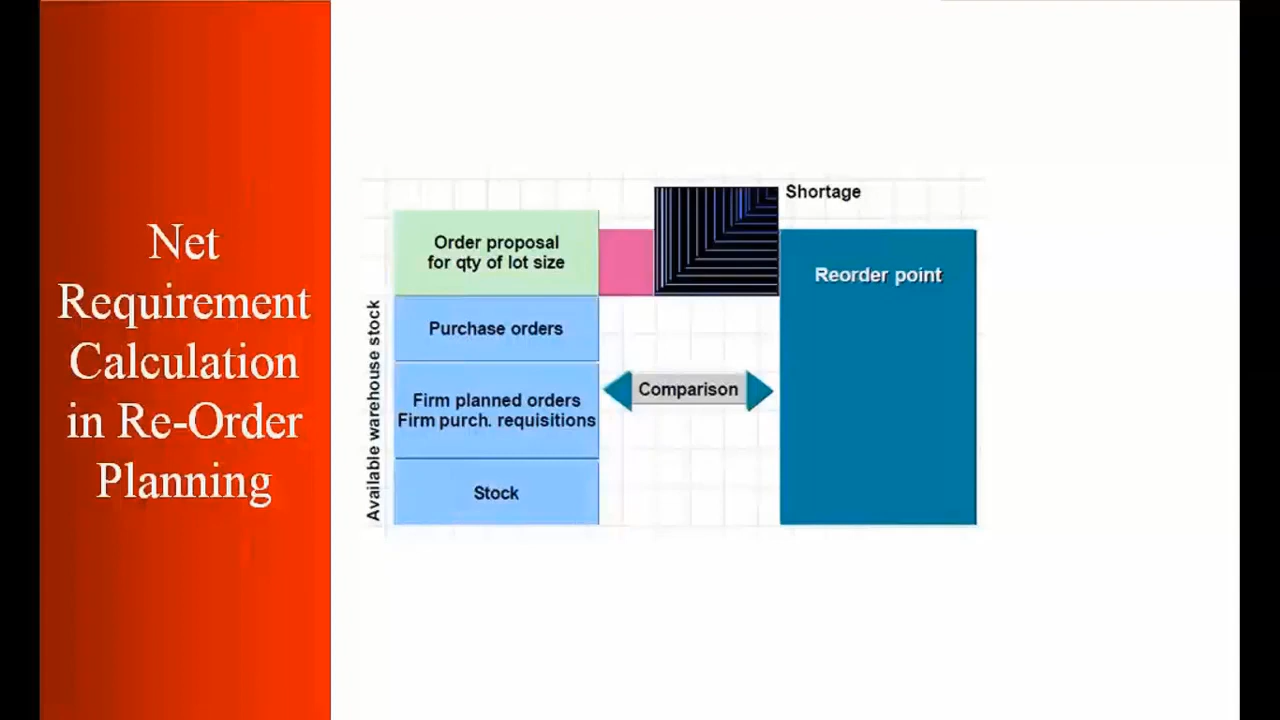 Net
Requirement
Calculation
in Re-Order
Planning
Shortage
Order proposal
for qty of lot size
Reorder point
Available warehouse stock
Purchase orders
Comparison
Firm planned orders
Firm purch. requisitions
Stock